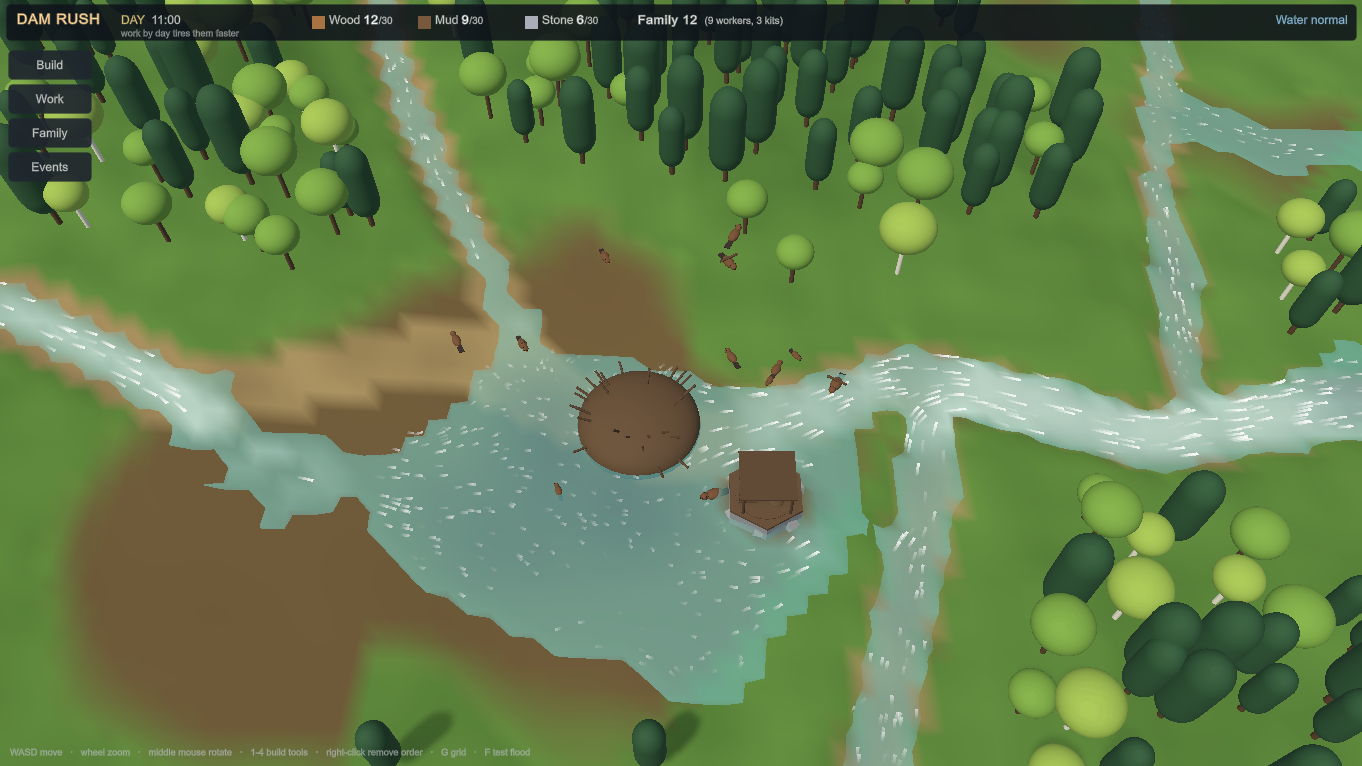 DAM RUSH
DAY 11:00
work by day tires them faster
Wood 12/30
Mud 9/30
Stone 6/30
Family 12 (9 workers, 3 kits)
Water normal
Build
Work
Family
Events
WASD move · wheel zoom · middle mouse rotate · 1-4 build tools · right-click remove order · G grid · F test flood